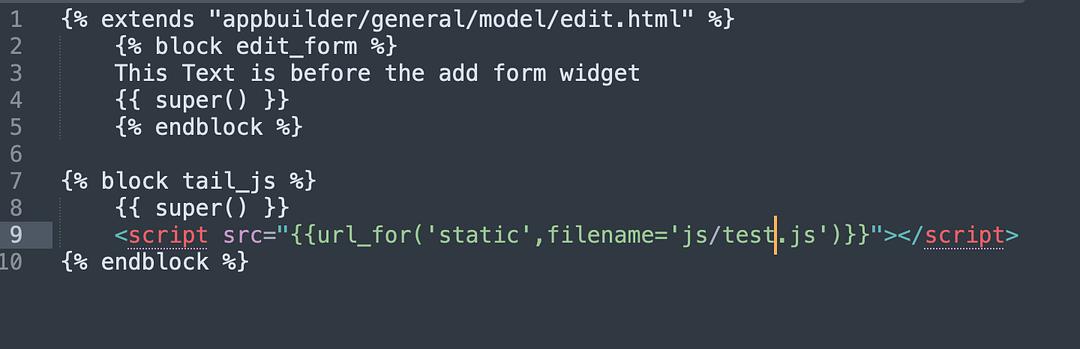 1 {% extends "appbuilder/general/model/edit.html" %}
2 {% block edit_form %}
3 This Text is before the add form widget
4 {{ super() }}
5 {% endblock %}
6
7 {% block tail_js %}
8 {{ super() }}
9 <script src="{{url_for('static',filename='js/test.js')}}"></script>
10 {% endblock %}